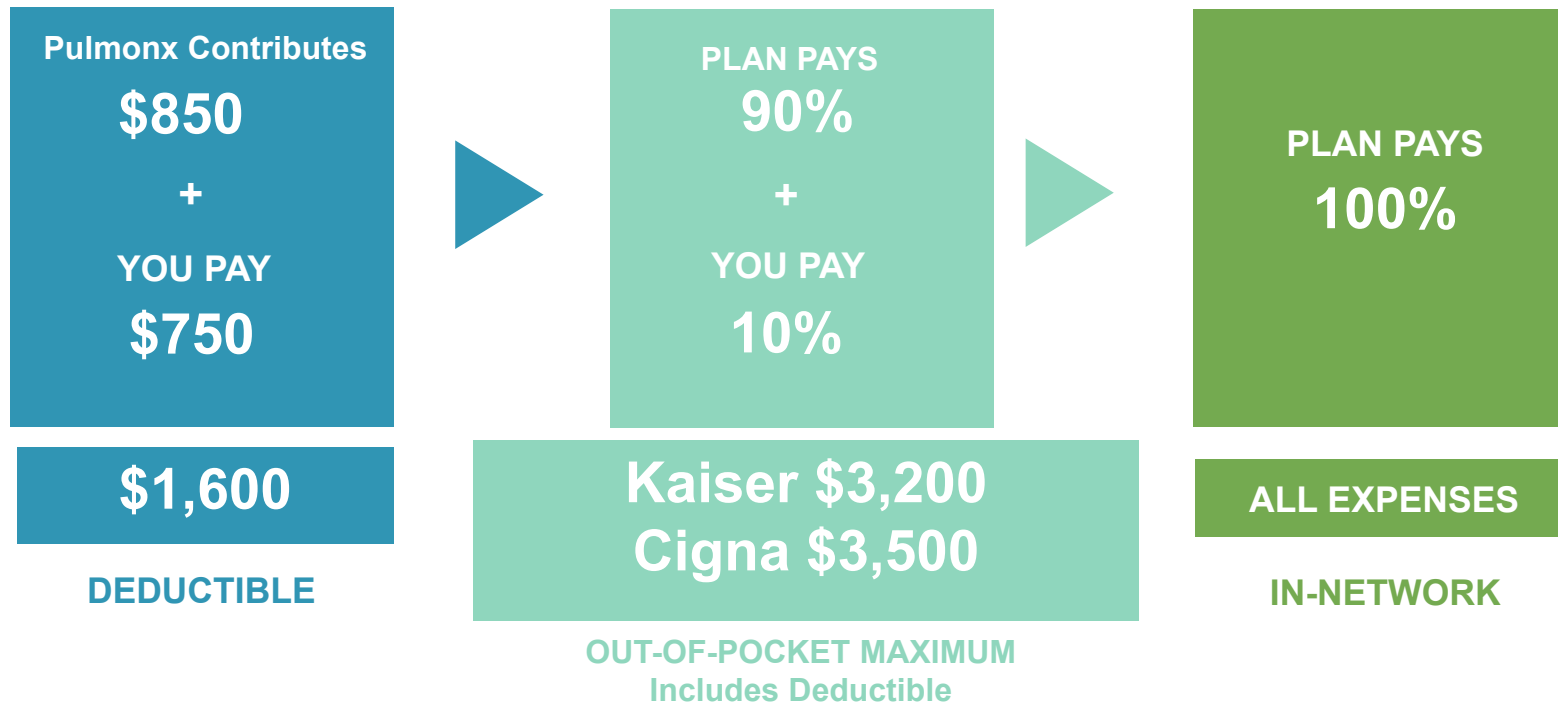 Pulmonx Contributes
$850
+
YOU PAY
$750
$1,600
DEDUCTIBLE
PLAN PAYS
90%
+
YOU PAY
10%
Kaiser $3,200
Cigna $3,500
OUT-OF-POCKET MAXIMUM
Includes Deductible
PLAN PAYS
100%
ALL EXPENSES
IN-NETWORK